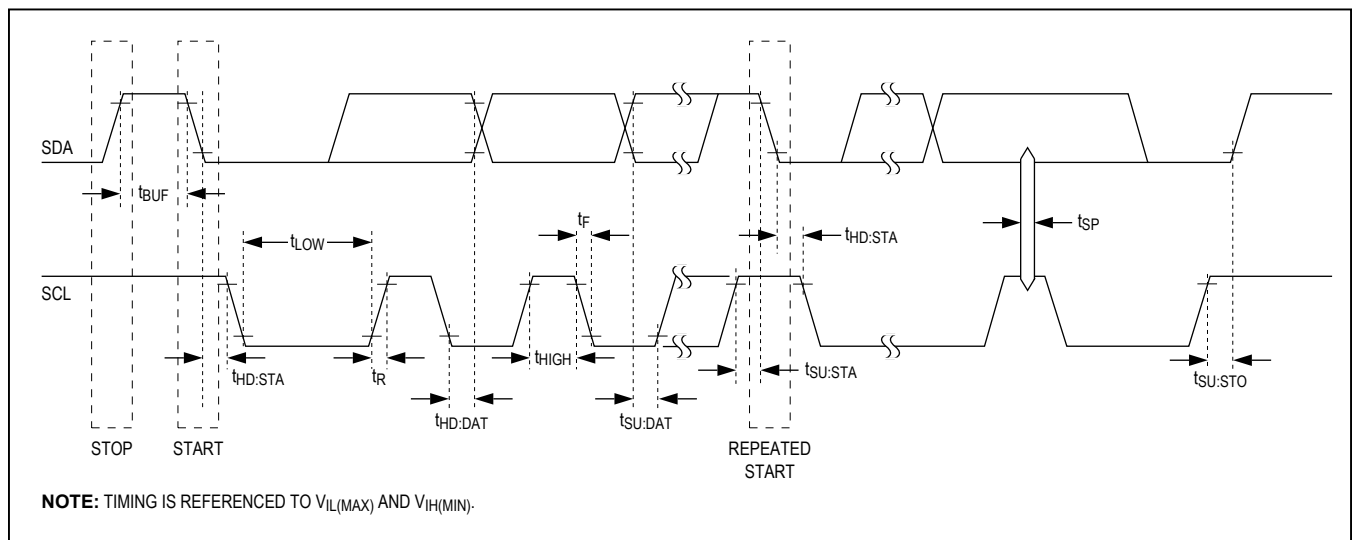 SDA
tBUF
tF
tSP
tLOW
tHD:STA
SCL
tHD:STA
tR
tHIGH
tSU:STA
tSU:STO
tHD:DAT
tSU:DAT
STOP
START
REPEATED
START
NOTE: TIMING IS REFERENCED TO VIL(MAX) AND VIH(MIN).